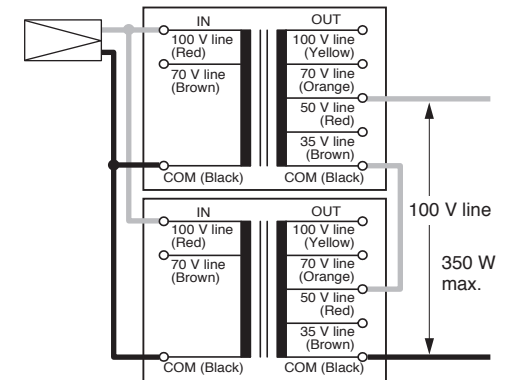 IN
OUT
100 V line
(Red)
100 V line
(Yellow)
70 V line
(Brown)
70 V line
(Orange)
50 V line
(Red)
35 V line
(Brown)
COM (Black)
COM (Black)
100 V line
350 W
max.
IN
OUT
100 V line
(Red)
100 V line
(Yellow)
70 V line
(Brown)
70 V line
(Orange)
50 V line
(Red)
35 V line
(Brown)
COM (Black)
COM (Black)